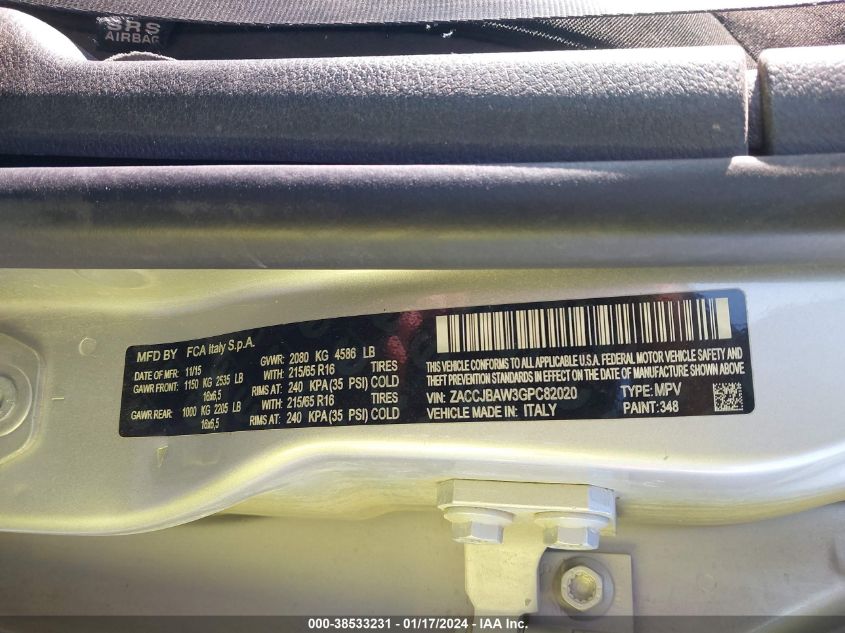 SRS
AIRBAG
MFD BY FCA Italy S.p.A.
DATE OF MFR: 11/15 GVWR: 2080 KG 4586 LB
GAWR FRONT: 1150 KG 2535 LB WITH: 215/65 R16 TIRES
16x6,5 RIMS AT: 240 KPA (35 PSI) COLD
GAWR REAR: 1000 KG 2205 LB WITH: 215/65 R16 TIRES
16x6,5 RIMS AT: 240 KPA (35 PSI) COLD
THIS VEHICLE CONFORMS TO ALL APPLICABLE U.S.A. FEDERAL MOTOR VEHICLE SAFETY AND
THEFT PREVENTION STANDARDS IN EFFECT ON THE DATE OF MANUFACTURE SHOWN ABOVE.
VIN: ZACCJBAW3GPC82020 TYPE: MPV
VEHICLE MADE IN: ITALY PAINT: 348
000-38533231 - 01/17/2024 - IAA Inc.